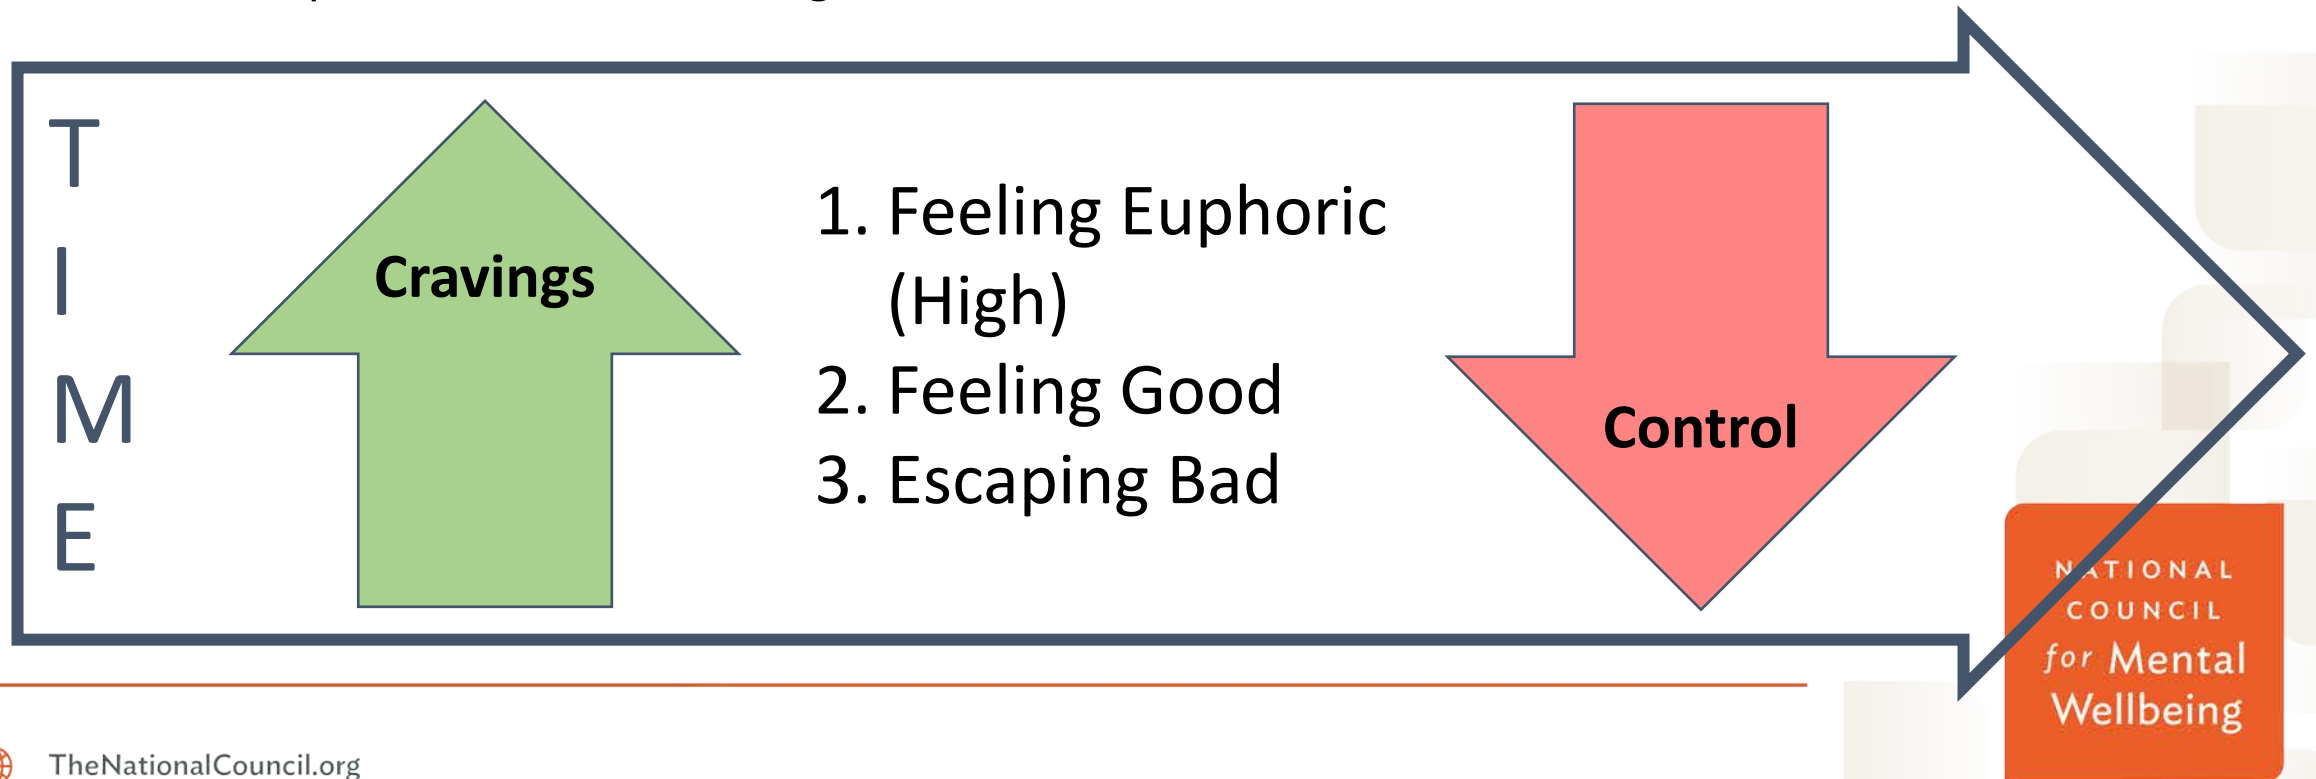 T
I
M
E
Cravings
1. Feeling Euphoric
(High)
2. Feeling Good
3. Escaping Bad
Control
NATIONAL
COUNCIL
for Mental
Wellbeing
TheNationalCouncil.org